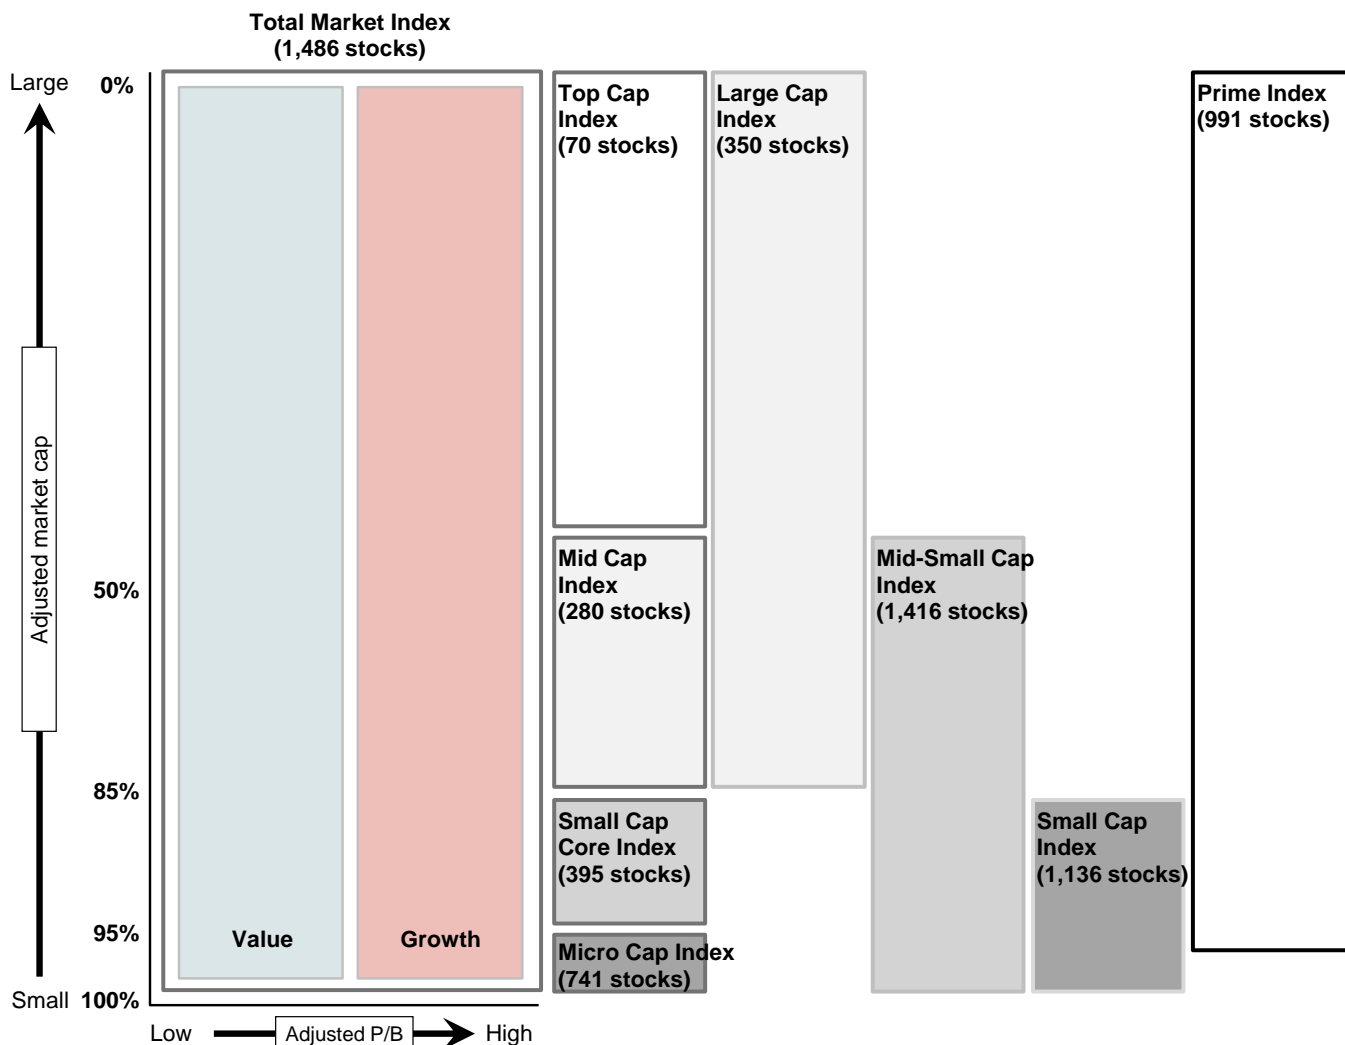 Total Market Index
(1,486 stocks)
Large
0%
50%
85%
95%
100%
Small
Adjusted market cap
Value
Growth
Low
Adjusted P/B
High
Top Cap
Index
(70 stocks)
Large Cap
Index
(350 stocks)
Prime Index
(991 stocks)
Mid Cap
Index
(280 stocks)
Mid-Small Cap
Index
(1,416 stocks)
Small Cap
Core Index
(395 stocks)
Small Cap
Index
(1,136 stocks)
Micro Cap Index
(741 stocks)